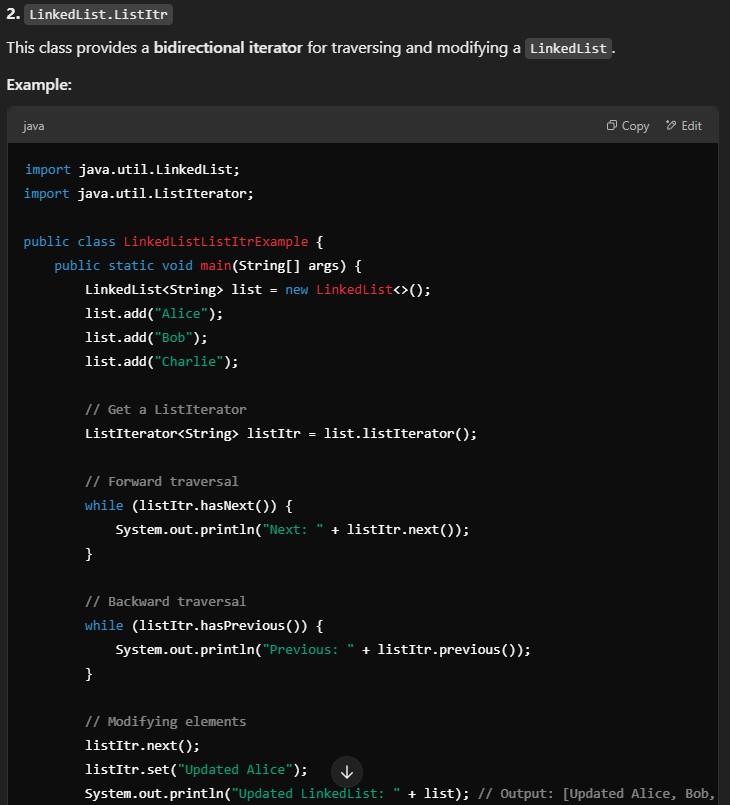 2. LinkedList.ListItr
This class provides a bidirectional iterator for traversing and modifying a LinkedList.
Example:
java Copy Edit
import java.util.LinkedList;
import java.util.ListIterator;
public class LinkedListListItrExample {
    public static void main(String[] args) {
        LinkedList<String> list = new LinkedList<>();
        list.add("Alice");
        list.add("Bob");
        list.add("Charlie");
        // Get a ListIterator
        ListIterator<String> listItr = list.listIterator();
        // Forward traversal
        while (listItr.hasNext()) {
            System.out.println("Next: " + listItr.next());
        }
        // Backward traversal
        while (listItr.hasPrevious()) {
            System.out.println("Previous: " + listItr.previous());
        }
        // Modifying elements
        listItr.next();
        listItr.set("Updated Alice");
        System.out.println("Updated LinkedList: " + list); // Output: [Updated Alice, Bob,